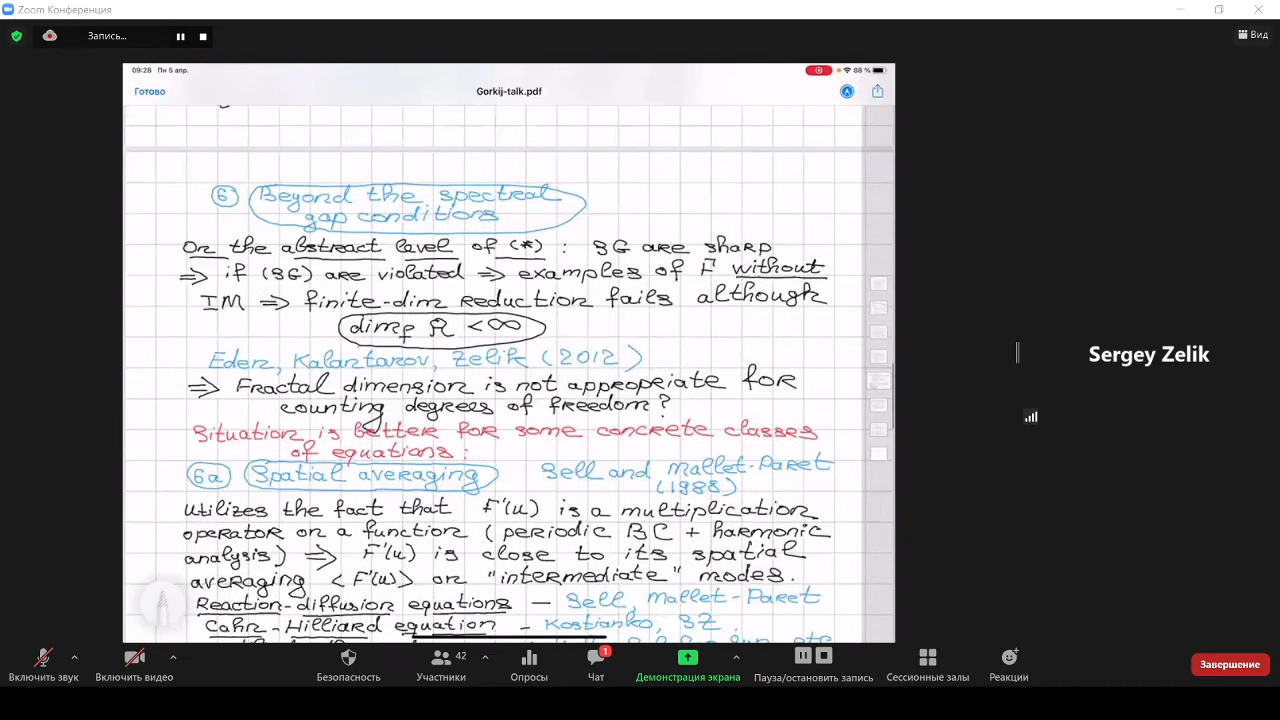 Zoom Конференция
Запись...
Вид
09:28 Пн 5 апр.
88 %
Готово
Gorkij-talk.pdf
6 Beyond the spectral
gap conditions
On the abstract level of (*) : SG are sharp
⇒ if (SG) are violated ⇒ examples of F without
IM ⇒ finite-dim reduction fails although
dim_f A < ∞
Eden, Kalantarov, Zelik (2012)
⇒ Fractal dimension is not appropriate for
counting degrees of freedom?
Situation is better for some concrete classes
of equations:
6a Spatial averaging Sell and Mallet-Paret
(1988)
utilizes the fact that F'(u) is a multiplication
operator on a function (periodic BC + harmonic
analysis) ⇒ F'(u) is close to its spatial
averaging <F'(u)> on "intermediate" modes.
Reaction-diffusion equations – Sell, Mallet-Paret
Cahn-Hilliard equation – Kostianko, SZ
Sergey Zelik
Включить звук
Включить видео
Безопасность
42
Участники
Опросы
1
Чат
Демонстрация экрана
Пауза/остановить запись
Сессионные залы
Реакции
Завершение